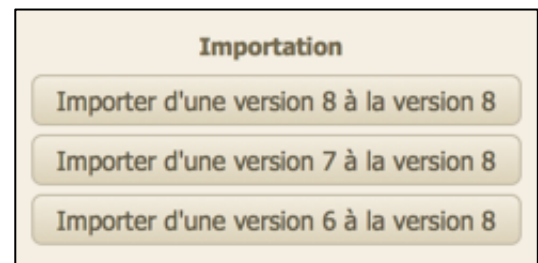 Importation
Importer d'une version 8 à la version 8
Importer d'une version 7 à la version 8
Importer d'une version 6 à la version 8